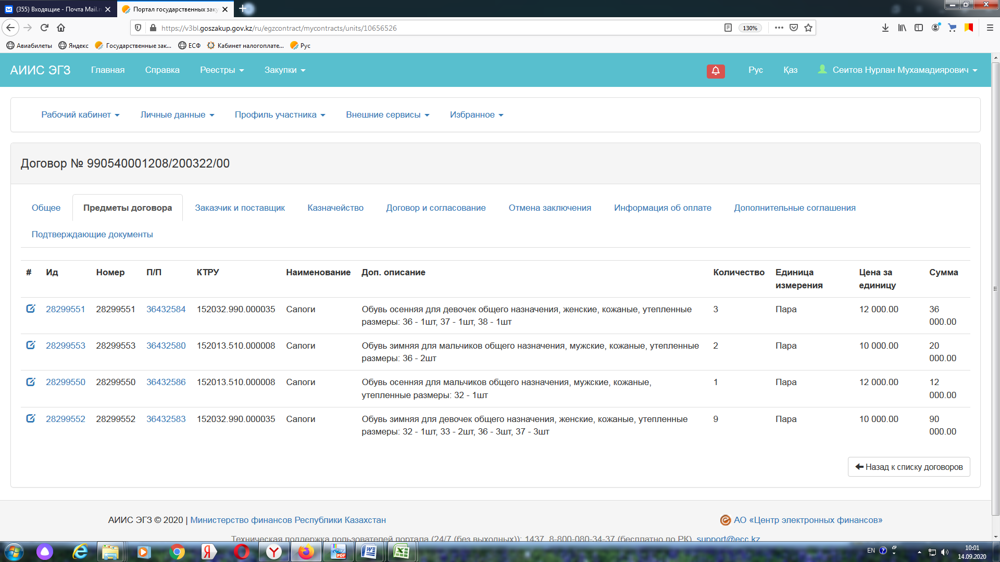 (355) Входящие - Почта Mail.r
Портал государственных заку
https://v3bl.goszakup.gov.kz/ru/egzcontract/mycontracts/units/10656526
130%
Авиабилеты Яндекс Государственные зак... ЕСФ Кабинет налогоплате... Рус
АИИС ЭГЗ Главная Справка Реестры Закупки Рус Қаз Сеитов Нурлан Мухамадиярович
Рабочий кабинет Личные данные Профиль участника Внешние сервисы Избранное
Договор № 990540001208/200322/00
Общее Предметы договора Заказчик и поставщик Казначейство Договор и согласование Отмена заключения Информация об оплате Дополнительные соглашения
Подтверждающие документы
# Ид Номер П/П КТРУ Наименование Доп. описание Количество Единица измерения Цена за единицу Сумма
28299551 28299551 36432584 152032.990.000035 Сапоги Обувь осенняя для девочек общего назначения, женские, кожаные, утепленные 3 Пара 12 000.00 36
размеры: 36 - 1шт, 37 - 1шт, 38 - 1шт 000.00
28299553 28299553 36432580 152013.510.000008 Сапоги Обувь зимняя для мальчиков общего назначения, мужские, кожаные, утепленные 2 Пара 10 000.00 20
размеры: 36 - 2шт 000.00
28299550 28299550 36432586 152013.510.000008 Сапоги Обувь осенняя для мальчиков общего назначения, мужские, кожаные, 1 Пара 12 000.00 12
утепленные размеры: 32 - 1шт 000.00
28299552 28299552 36432583 152032.990.000035 Сапоги Обувь зимняя для девочек общего назначения, женские, кожаные, утепленные 9 Пара 10 000.00 90
размеры: 32 - 1шт, 33 - 2шт, 36 - 3шт, 37 - 3шт 000.00
Назад к списку договоров
АИИС ЭГЗ © 2020 | Министерство финансов Республики Казахстан АО «Центр электронных финансов»
Техническая поддержка пользователей портала (24/7 (без выходных)): 1437, 8-800-080-34-37 (бесплатно по РК), support@ecc.kz
EN 10:01
14.09.2020